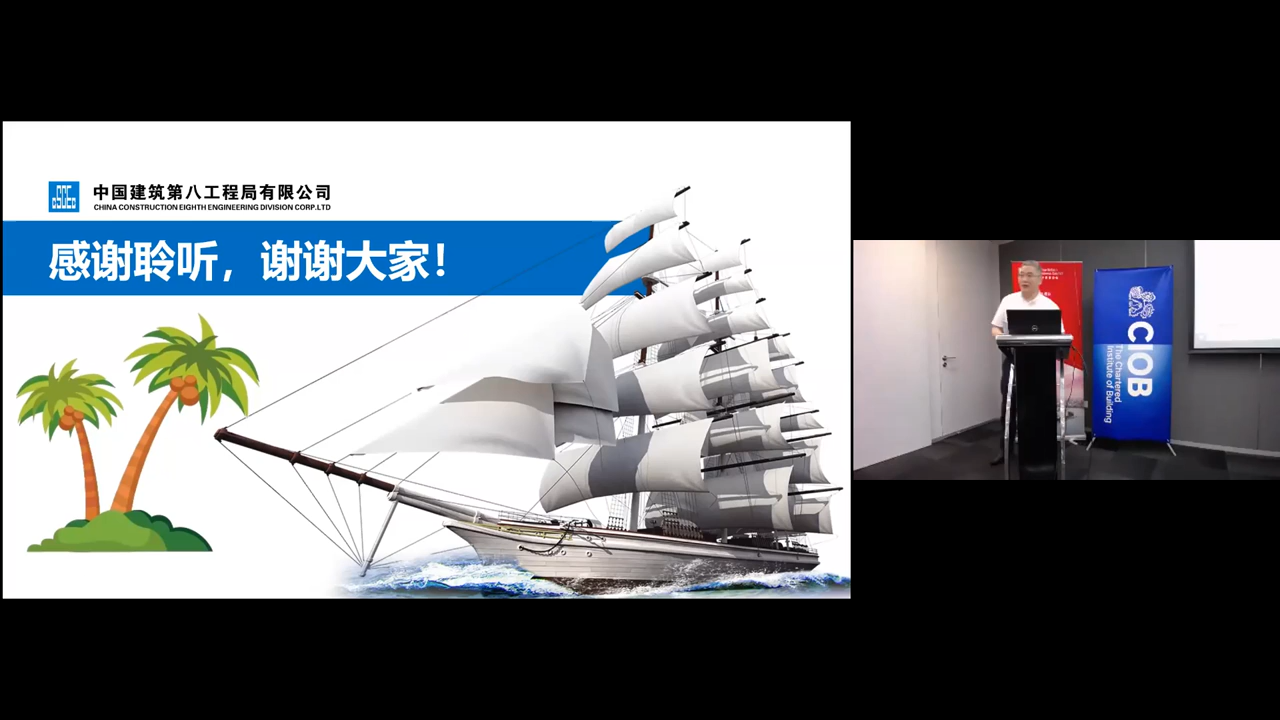 CSCEC
中国建筑第八工程局有限公司
CHINA CONSTRUCTION EIGHTH ENGINEERING DIVISION CORP.LTD
感谢聆听，谢谢大家！
CIOB
The Chartered
Institute of Building